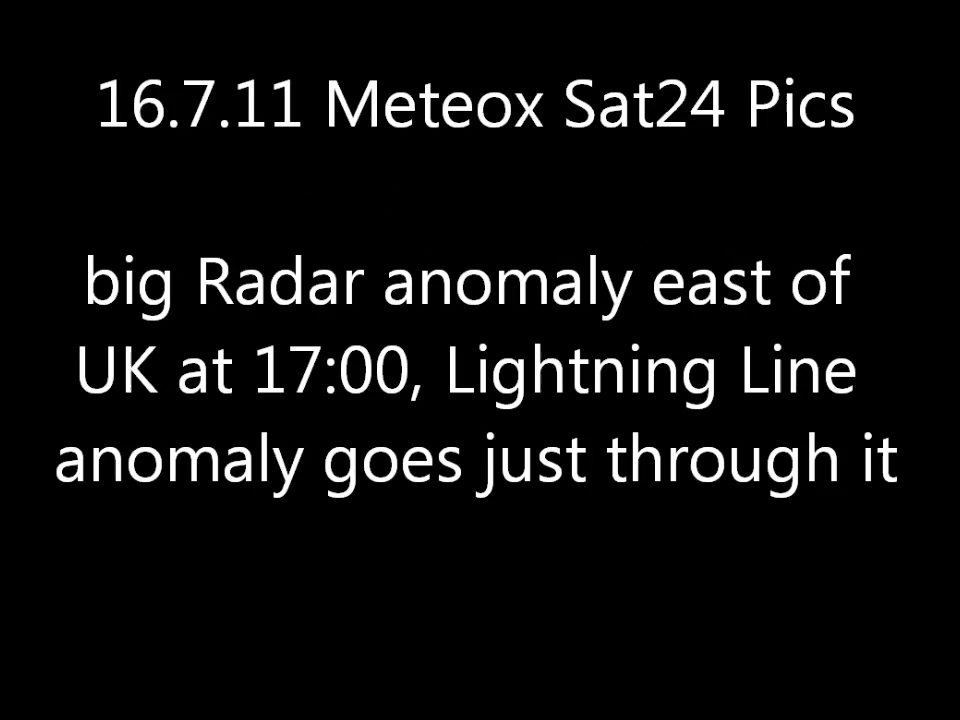 16.7.11 Meteox Sat24 Pics
big Radar anomaly east of
UK at 17:00, Lightning Line
anomaly goes just through it